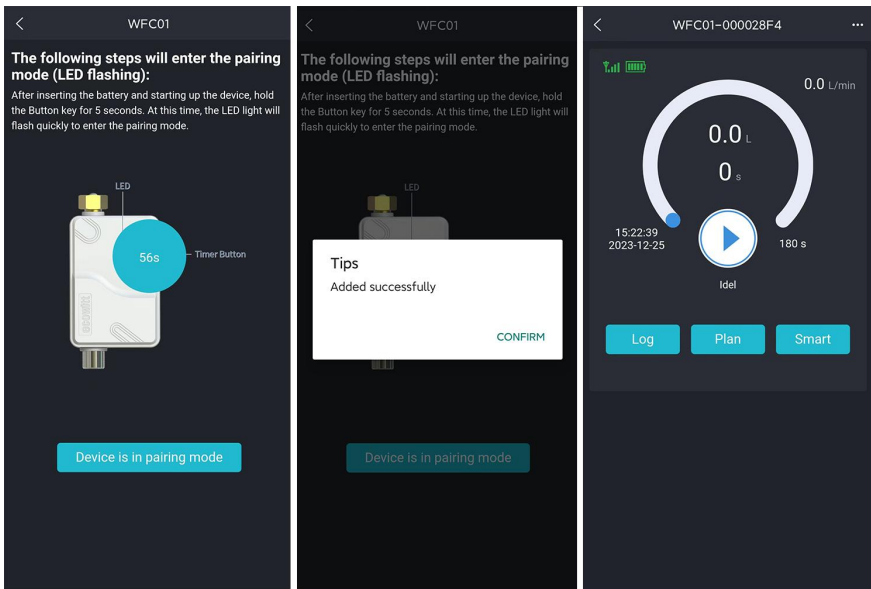 WFC01
The following steps will enter the pairing
mode (LED flashing):
After inserting the battery and starting up the device, hold
the Button key for 5 seconds. At this time, the LED light will
flash quickly to enter the pairing mode.
LED
56s
Timer Button
ecowitt
Device is in pairing mode
WFC01
The following steps will enter the pairing
mode (LED flashing):
After inserting the battery and starting up the device, hold
the Button key for 5 seconds. At this time, the LED light will
flash quickly to enter the pairing mode.
LED
Tips
Added successfully
CONFIRM
Device is in pairing mode
WFC01-000028F4
0.0 L/min
0.0 L
0 s
15:22:39
2023-12-25
180 s
Idel
Log
Plan
Smart